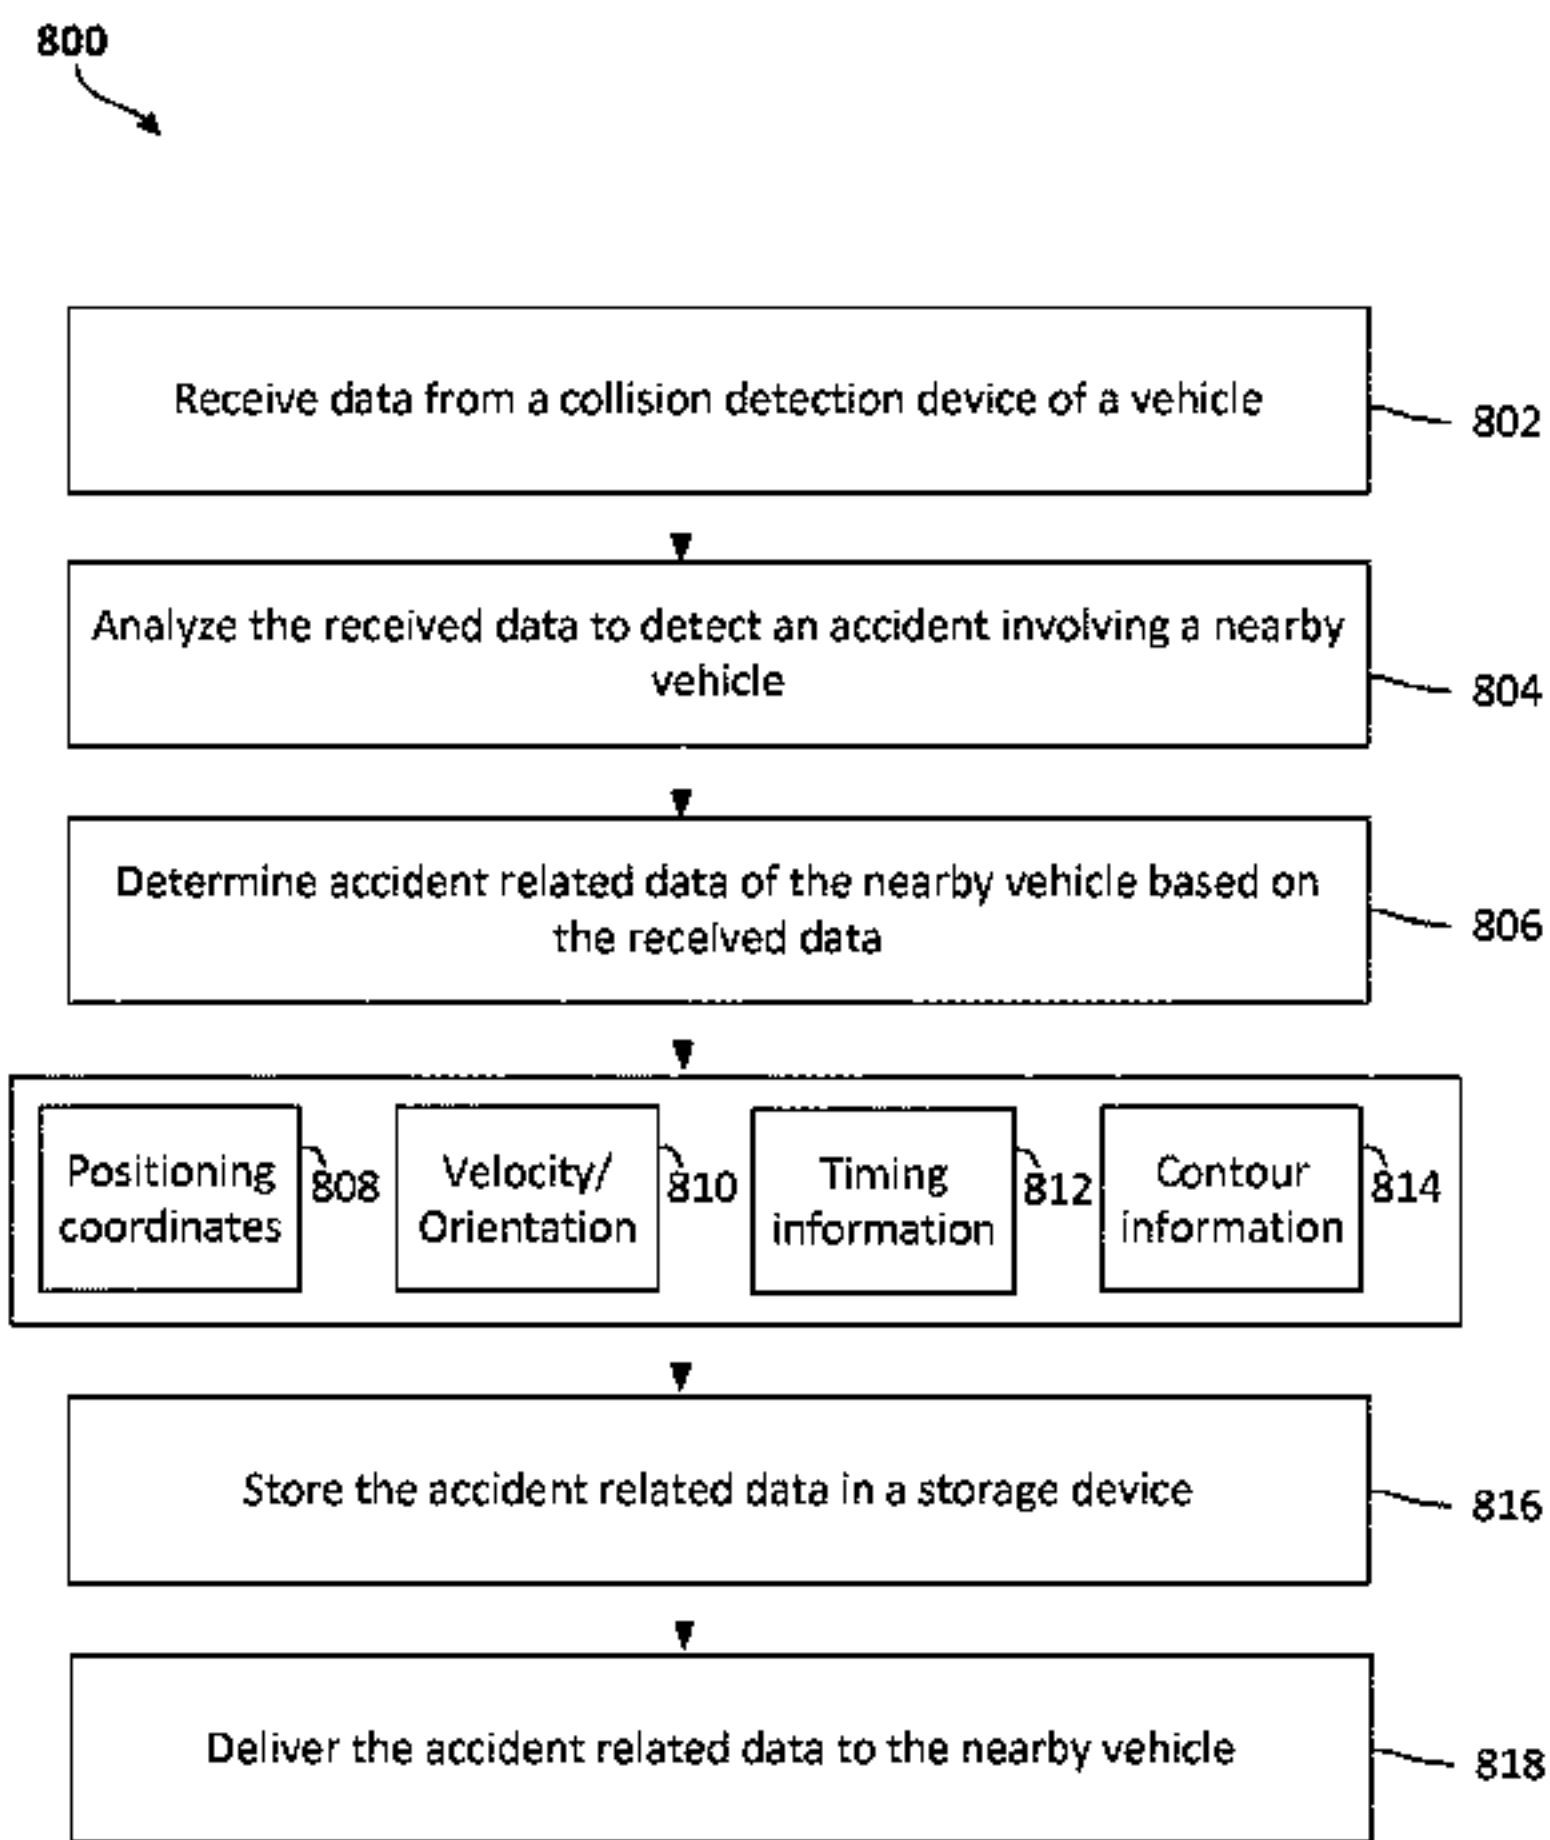 800
Receive data from a collision detection device of a vehicle
802
Analyze the received data to detect an accident involving a nearby
vehicle
804
Determine accident related data of the nearby vehicle based on
the received data
806
Positioning
coordinates
808
Velocity/
Orientation
810
Timing
information
812
Contour
information
814
Store the accident related data in a storage device
816
Deliver the accident related data to the nearby vehicle
818